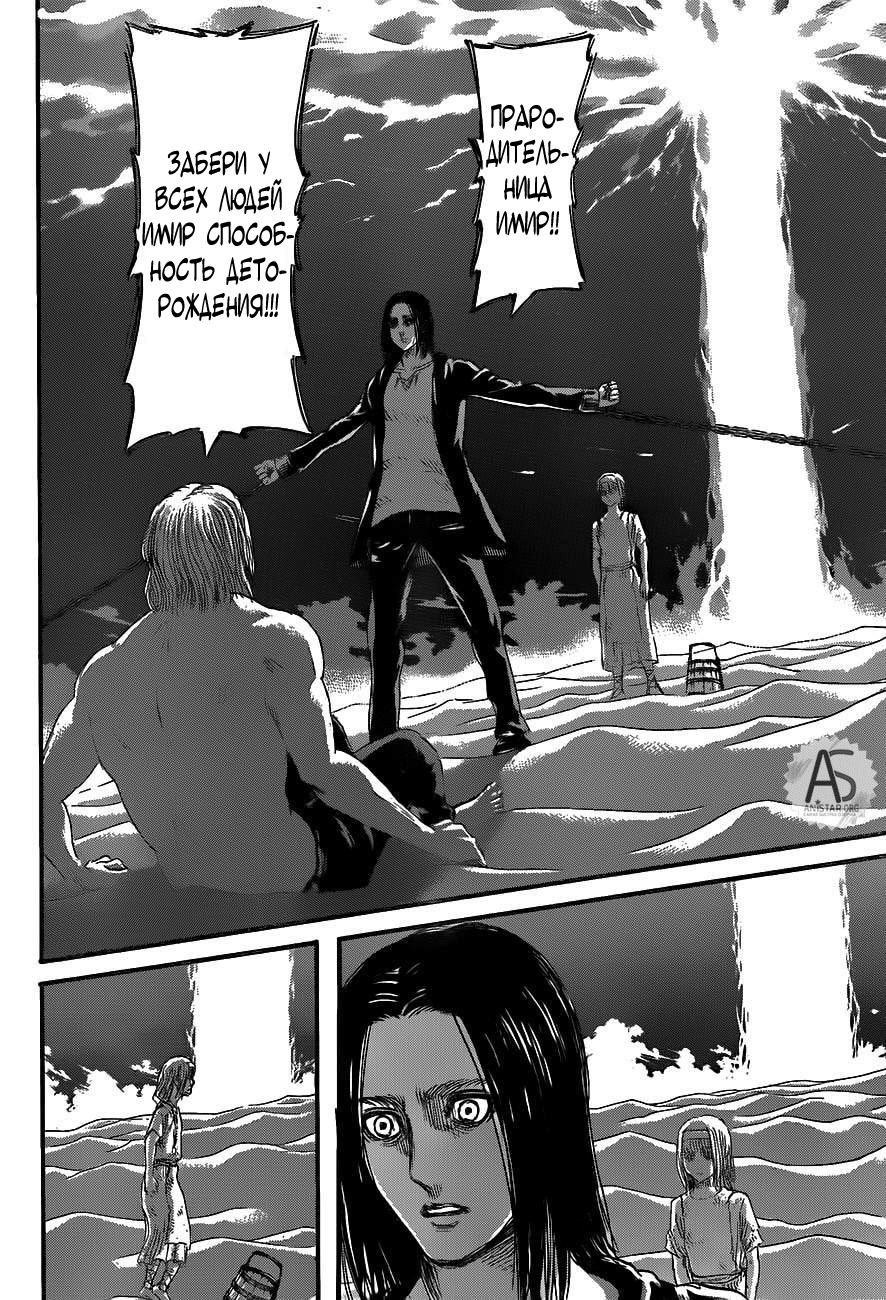 ПРАРО-
ДИТЕЛЬ-
НИЦА
ИМИР!!
ЗАБЕРИ У
ВСЕХ ЛЮДЕЙ
ИМИР СПОСОБ-
НОСТЬ ДЕТО-
РОЖДЕНИЯ!!!
AS
ANISTAR.ORG